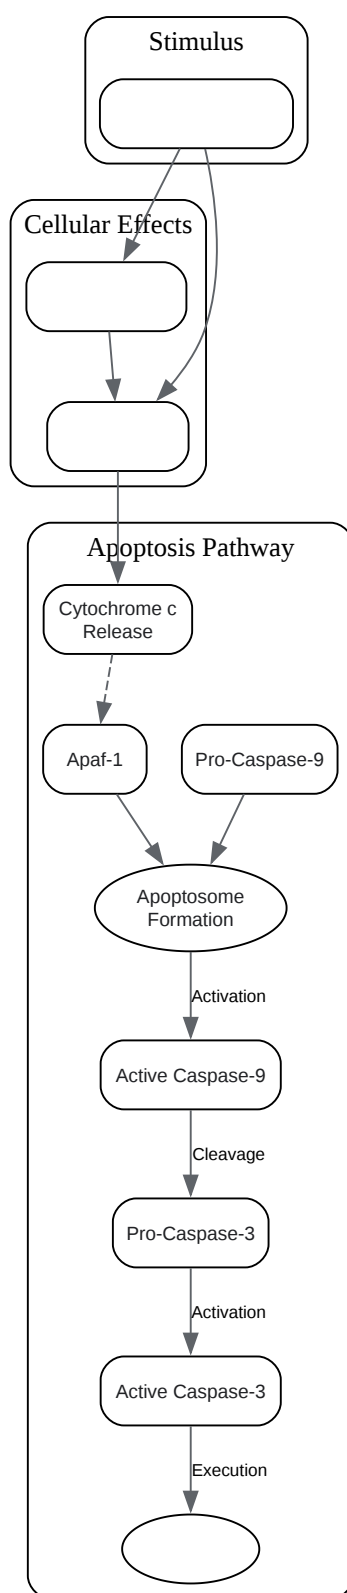 Stimulus
Cellular Effects
Apoptosis Pathway
Cytochrome c
Release
Apaf-1
Pro-Caspase-9
Apoptosome
Formation
Activation
Active Caspase-9
Cleavage
Pro-Caspase-3
Activation
Active Caspase-3
Execution